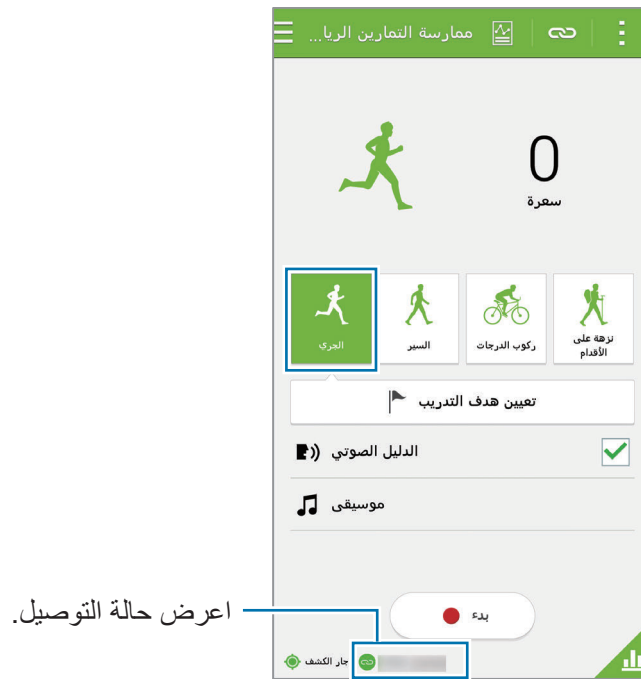 ممارسة التمارين الريا...
0
سعرة
الجري
السير
ركوب الدرجات
نزهة على
الأقدام
تعيين هدف التدريب
الدليل الصوتي
موسيقى
بدء
اعرض حالة التوصيل.
جار الكشف